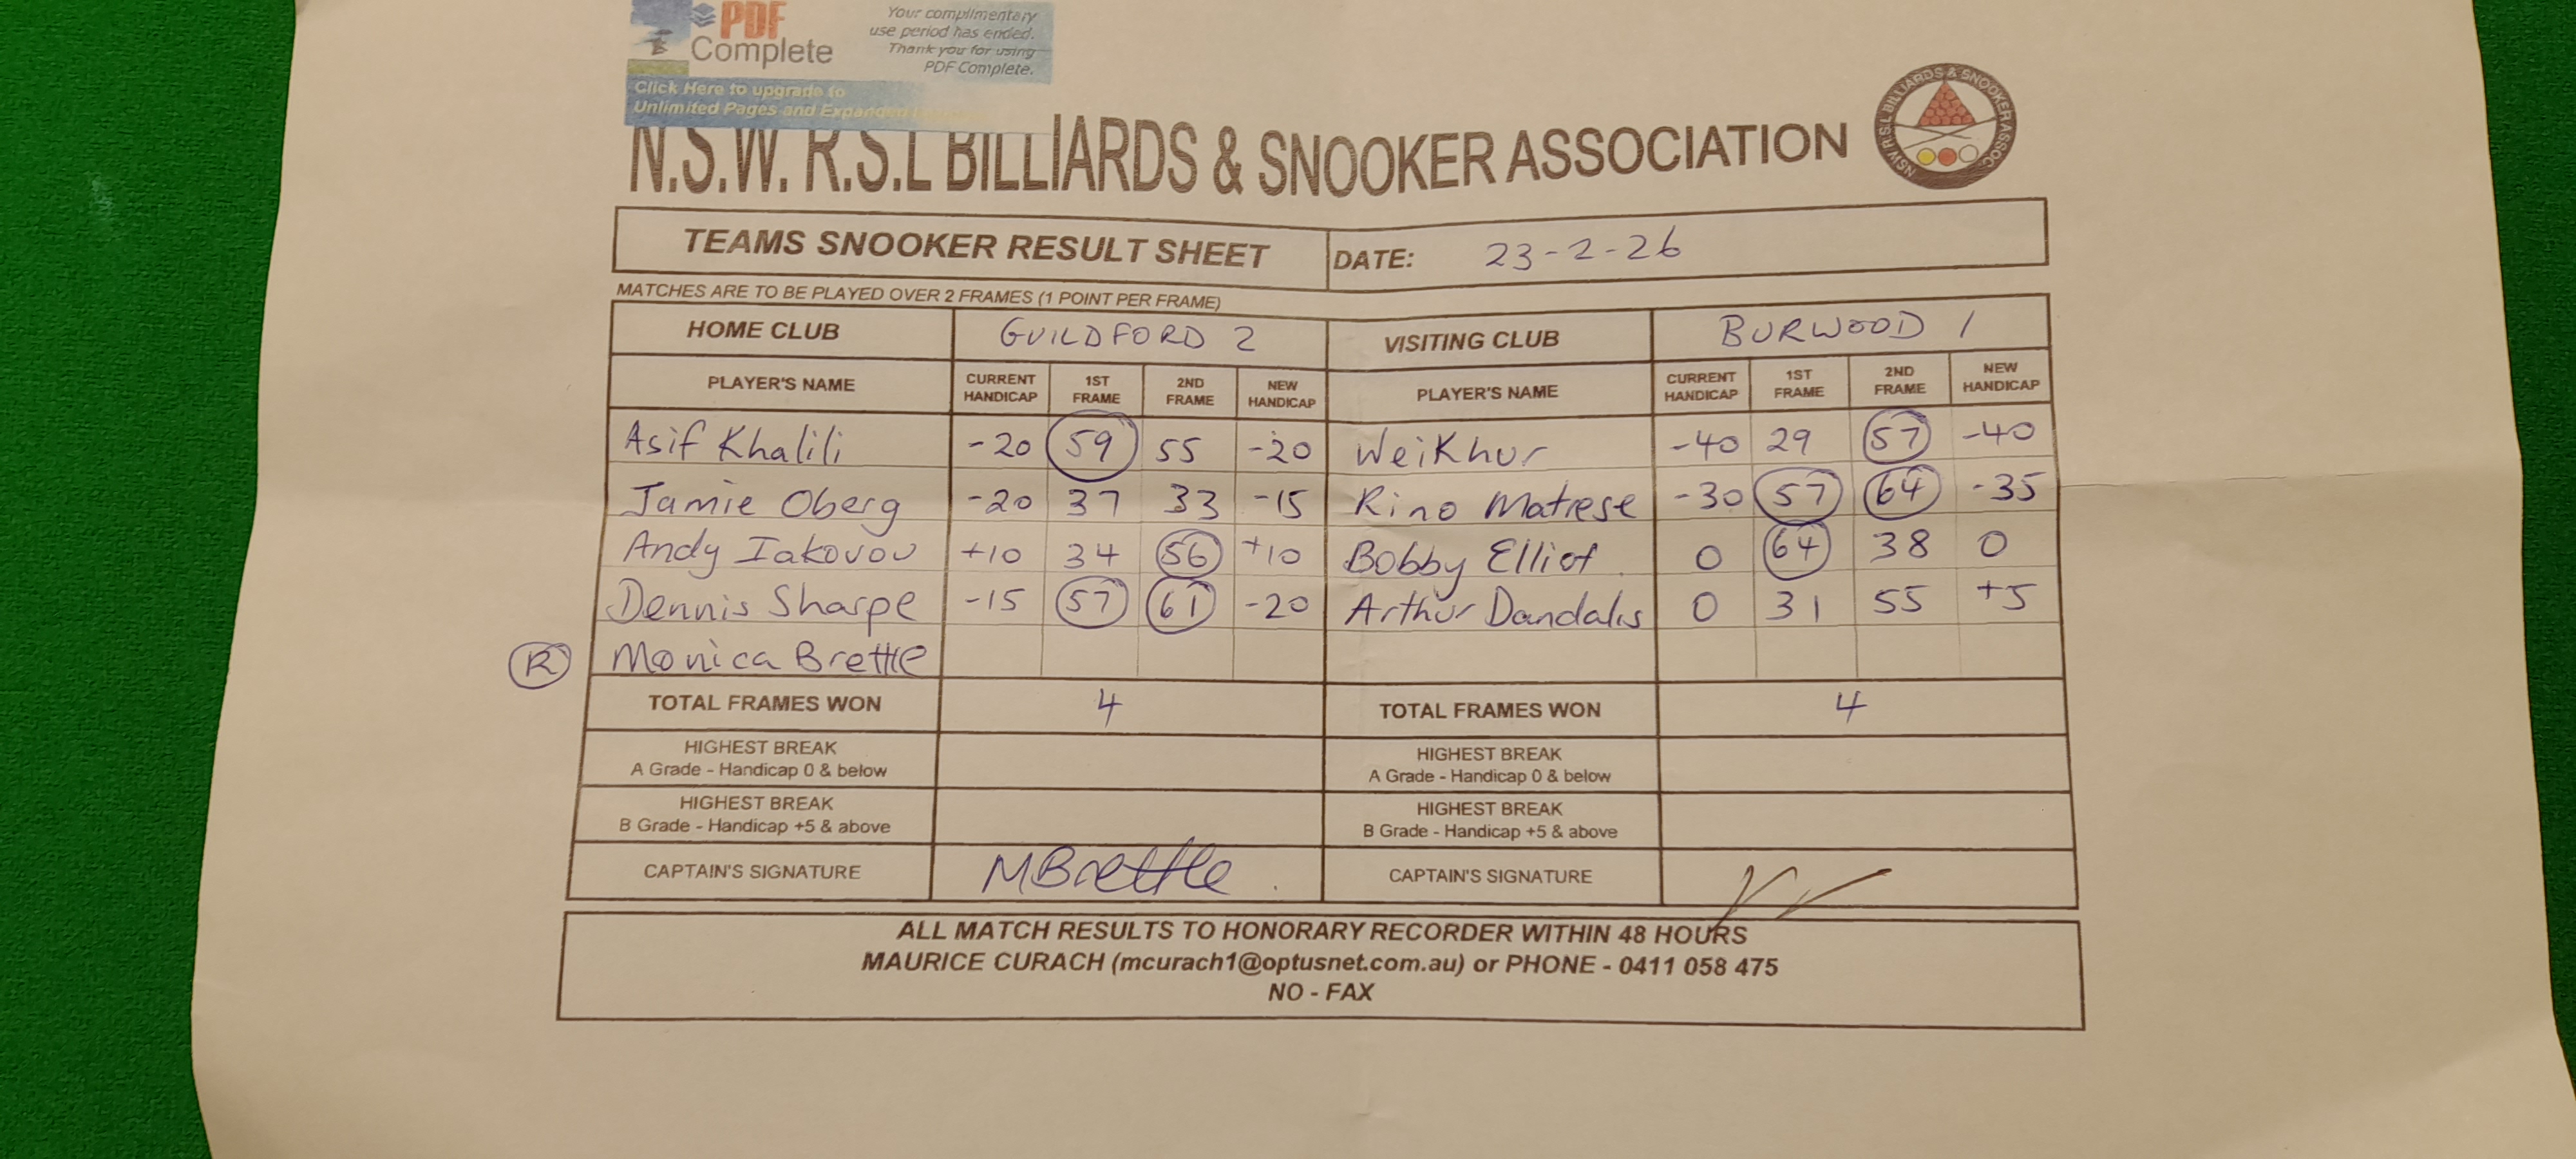 PDF
Complete
Your complimentary
use period has ended.
Thank you for using
PDF Complete.
Click Here to upgrade to
Unlimited Pages and Expanded
N.S.W. R.S.L BILLIARDS & SNOOKER ASSOCIATION
NSW R.S.L BILLIARDS & SNOOKER ASSOC.
TEAMS SNOOKER RESULT SHEET DATE: 23-2-26
MATCHES ARE TO BE PLAYED OVER 2 FRAMES (1 POINT PER FRAME)
HOME CLUB GUILDFORD 2 VISITING CLUB BURWOOD 1
PLAYER'S NAME CURRENT HANDICAP 1ST FRAME 2ND FRAME NEW HANDICAP PLAYER'S NAME CURRENT HANDICAP 1ST FRAME 2ND FRAME NEW HANDICAP
Asif Khalili -20 59 55 -20 WeiKhur -40 29 57 -40
Jamie Oberg -20 37 33 -15 Rino Matrese -30 57 64 -35
Andy Iakovou +10 34 56 +10 Bobby Elliot 0 64 38 0
Dennis Sharpe -15 57 61 -20 Arthur Dandalis 0 31 55 +5
R Monica Brettle
TOTAL FRAMES WON 4 TOTAL FRAMES WON 4
HIGHEST BREAK HIGHEST BREAK
A Grade - Handicap 0 & below A Grade - Handicap 0 & below
HIGHEST BREAK HIGHEST BREAK
B Grade - Handicap +5 & above B Grade - Handicap +5 & above
CAPTAIN'S SIGNATURE MBrettle CAPTAIN'S SIGNATURE
ALL MATCH RESULTS TO HONORARY RECORDER WITHIN 48 HOURS
MAURICE CURACH (mcurach1@optusnet.com.au) or PHONE - 0411 058 475
NO - FAX